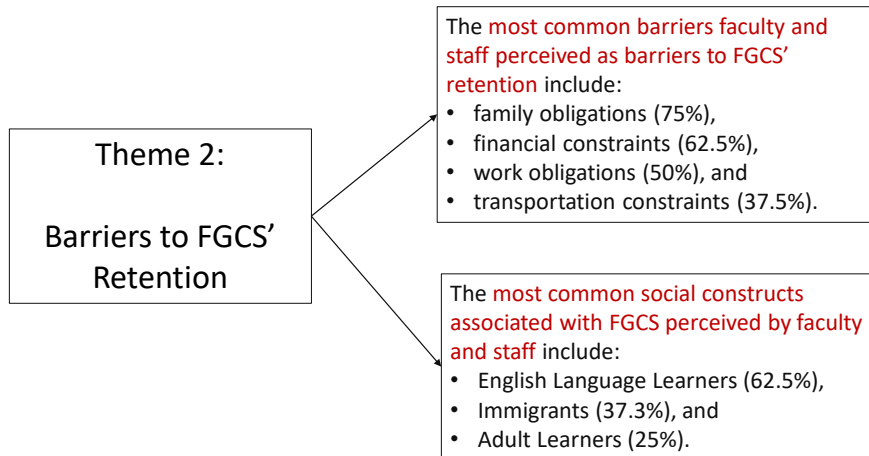 Theme 2:
Barriers to FGCS’
Retention
The most common barriers faculty and
staff perceived as barriers to FGCS’
retention include:
• family obligations (75%),
• financial constraints (62.5%),
• work obligations (50%), and
• transportation constraints (37.5%).
The most common social constructs
associated with FGCS perceived by faculty
and staff include:
• English Language Learners (62.5%),
• Immigrants (37.3%), and
• Adult Learners (25%).